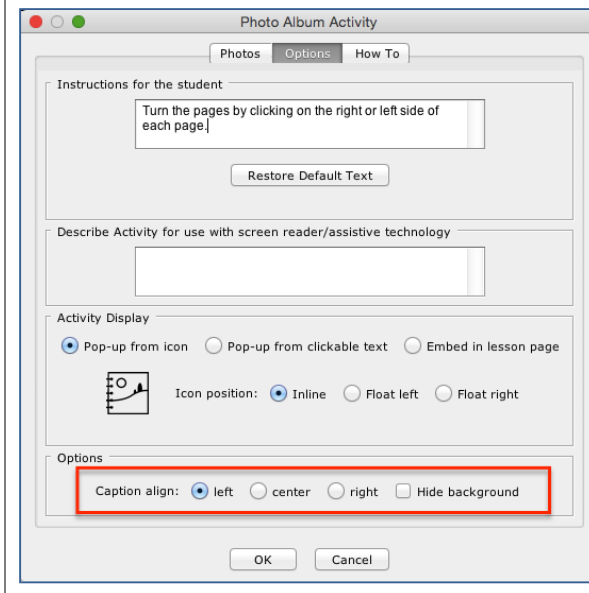 Photo Album Activity
Photos Options How To
Instructions for the student
Turn the pages by clicking on the right or left side of
each page.
Restore Default Text
Describe Activity for use with screen reader/assistive technology
Activity Display
Pop-up from icon Pop-up from clickable text Embed in lesson page
Icon position: Inline Float left Float right
Options
Caption align: left center right Hide background
OK Cancel